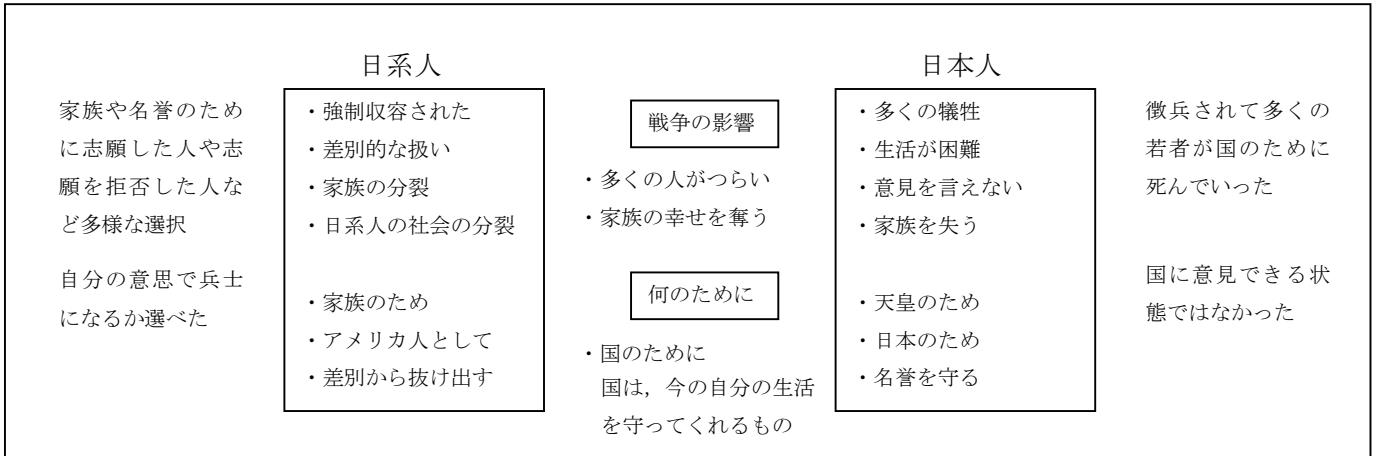 日系人
日本人
家族や名誉のため
に志願した人や志
願を拒否した人な
ど多様な選択
自分の意思で兵士
になるか選べた
・強制収容された
・差別的な扱い
・家族の分裂
・日系人の社会の分裂
・家族のため
・アメリカ人として
・差別から抜け出す
戦争の影響
・多くの人がつらい
・家族の幸せを奪う
何のために
・国のために
国は，今の自分の生活
を守ってくれるもの
・多くの犠牲
・生活が困難
・意見を言えない
・家族を失う
・天皇のため
・日本のため
・名誉を守る
徴兵されて多くの
若者が国のために
死んでいった
国に意見できる状
態ではなかった